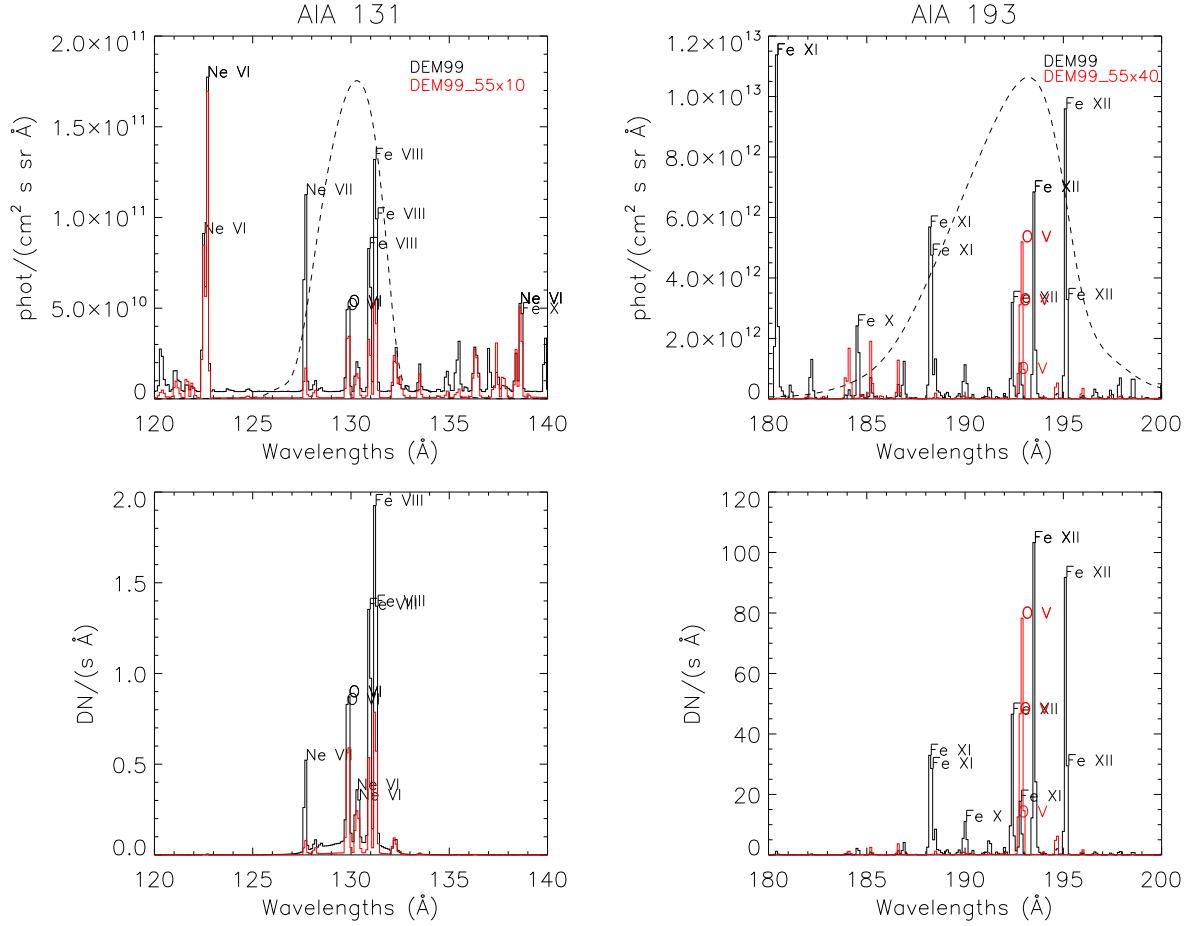 AIA 131
2.0×10¹¹
1.5×10¹¹
1.0×10¹¹
5.0×10¹⁰
0
phot/(cm² s sr Å)
DEM99
DEM99_55x10
Ne VI
Ne VI
Ne VII
Fe VIII
Fe VIII
Fe VIII
O VI
Ne VI
Fe X
120 125 130 135 140
Wavelengths (Å)
AIA 193
1.2×10¹³
1.0×10¹³
8.0×10¹²
6.0×10¹²
4.0×10¹²
2.0×10¹²
0
phot/(cm² s sr Å)
DEM99
DEM99_55x40
Fe XI
Fe XII
Fe XII
Fe XI
O V
Fe XI
Fe XII
O V
Fe XII
Fe X
O V
180 185 190 195 200
Wavelengths (Å)
2.0
1.5
1.0
0.5
0.0
DN/(s Å)
Fe VIII
Fe VIII
Fe VIII
O VI
O VI
Ne VII
Ne VI
Ne VI
120 125 130 135 140
Wavelengths (Å)
120
100
80
60
40
20
0
DN/(s Å)
Fe XII
Fe XII
O V
Fe XII
O V
Fe XI
Fe XI
Fe XII
Fe XI
Fe X
O V
180 185 190 195 200
Wavelengths (Å)